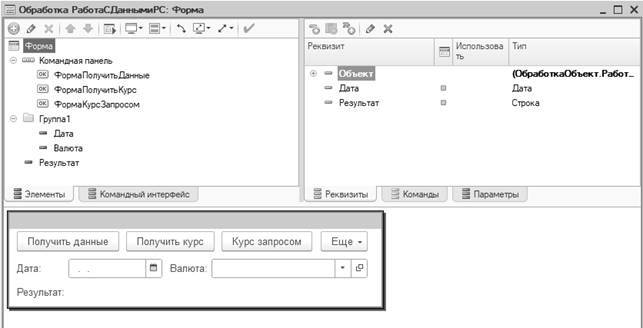 Обработка РаботаСДаннымиРС: Форма
Форма
Командная панель
ФормаПолучитьДанные
ФормаПолучитьКурс
ФормаКурсЗапросом
Группа1
Дата
Валюта
Результат
Элементы
Командный интерфейс
Реквизит
Использова
ть
Тип
Объект
(ОбработкаОбъект.Работ...
Дата
Дата
Результат
Строка
Реквизиты
Команды
Параметры
Получить данные
Получить курс
Курс запросом
Еще
Дата:
. .
Валюта:
Результат: